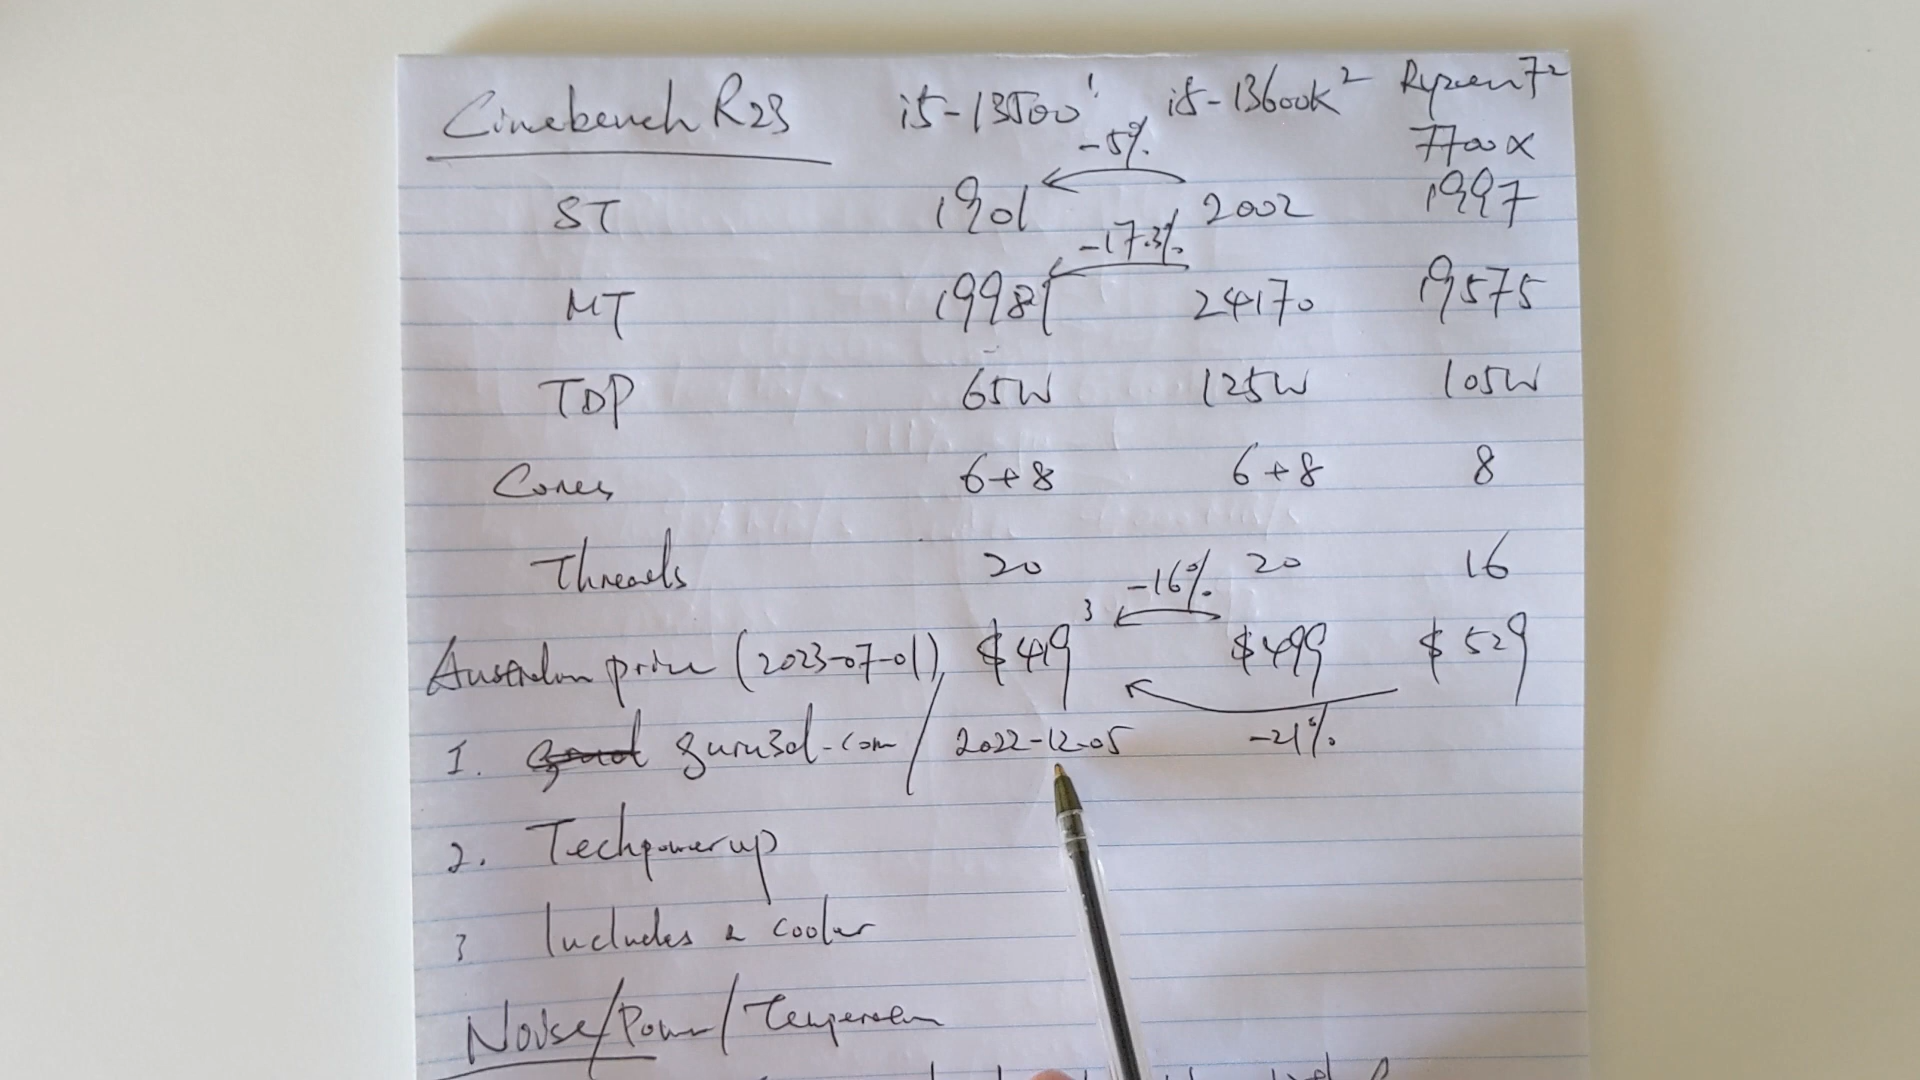 Cinebench R23 i5-13500¹ i5-13600K² Ryzen 7²
7700X
-5%
ST 1901 2002 1997
-17.3%
MT 19981 24170 19575
TDP 65W 125W 105W
Cores 6+8 6+8 8
Threads 20 20 16
-16%
Australian price (2023-07-01) $419³ $499 $529
1. guru3d.com / 2022-12-05 -21%
2. Techpowerup
3 Includes a cooler
Noise/Power/Temperature